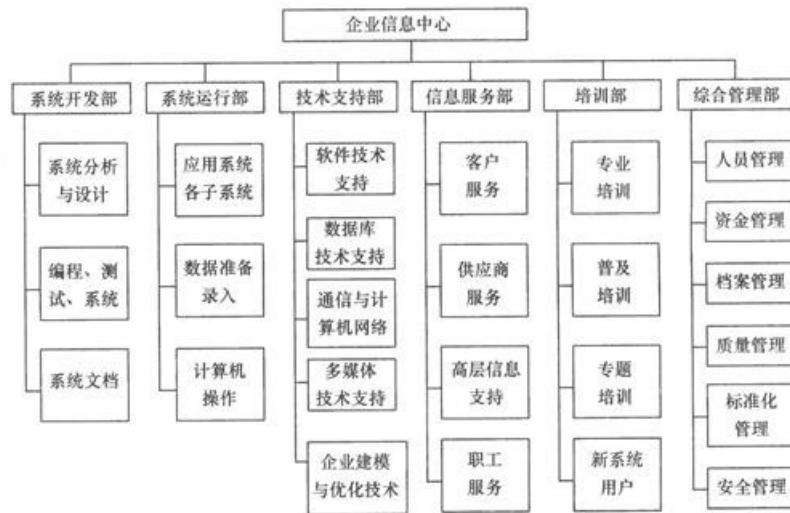 企业信息中心
系统开发部
系统分析
与设计
编程、测
试、系统
系统文档
系统运行部
应用系统
各子系统
数据准备
录入
计算机
操作
技术支持部
软件技术
支持
数据库
技术支持
通信与计
算机网络
多媒体
技术支持
企业建模
与优化技术
信息服务部
客户
服务
供应商
服务
高层信息
支持
职工
服务
培训部
专业
培训
普及
培训
专题
培训
新系统
用户
综合管理部
人员管理
资金管理
档案管理
质量管理
标准化
管理
安全管理